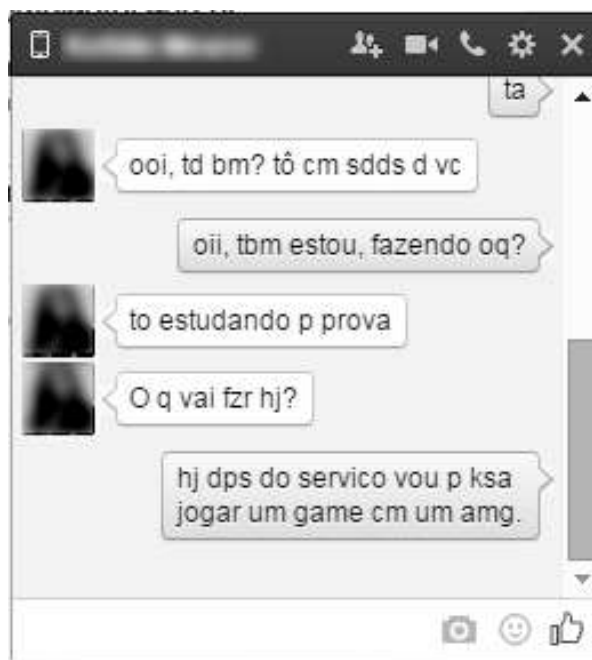 ta
ooi, td bm? tô cm sdds d vc
oii, tbm estou, fazendo oq?
to estudando p prova
O q vai fzr hj?
hj dps do servico vou p ksa
jogar um game cm um amg.